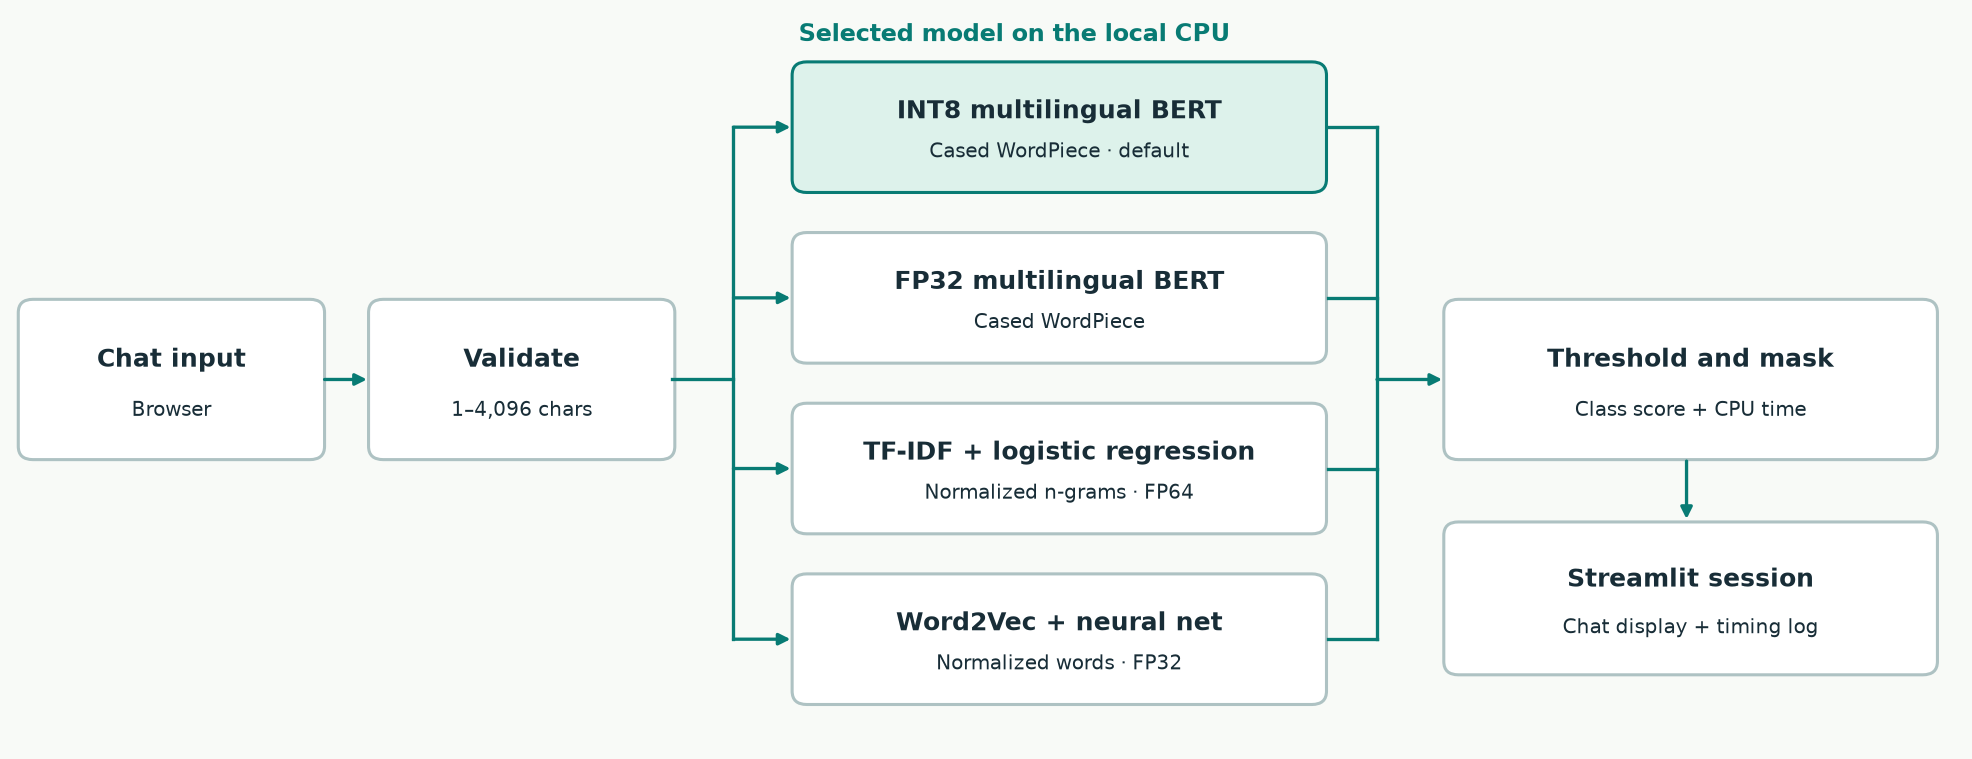 Selected model on the local CPU
Chat input
Browser
Validate
1–4,096 chars
INT8 multilingual BERT
Cased WordPiece · default
FP32 multilingual BERT
Cased WordPiece
TF-IDF + logistic regression
Normalized n-grams · FP64
Word2Vec + neural net
Normalized words · FP32
Threshold and mask
Class score + CPU time
Streamlit session
Chat display + timing log